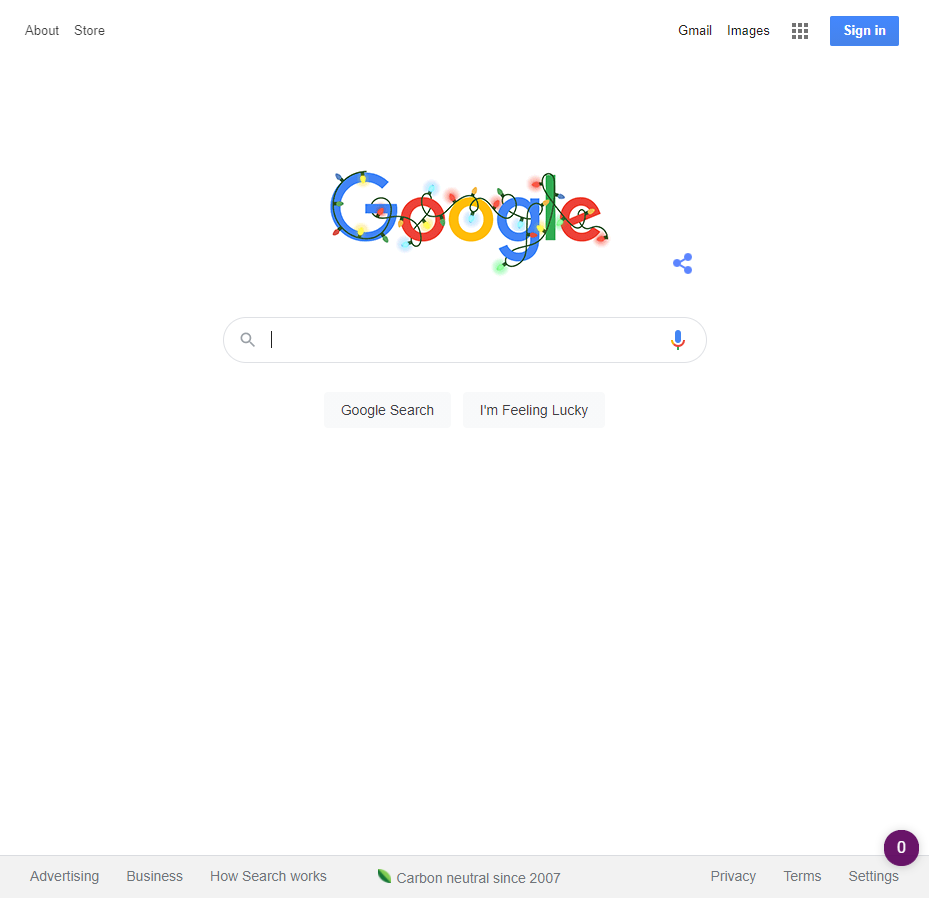 About Store Gmail Images Sign in
Google
Google Search I'm Feeling Lucky
0
Advertising Business How Search works Carbon neutral since 2007 Privacy Terms Settings